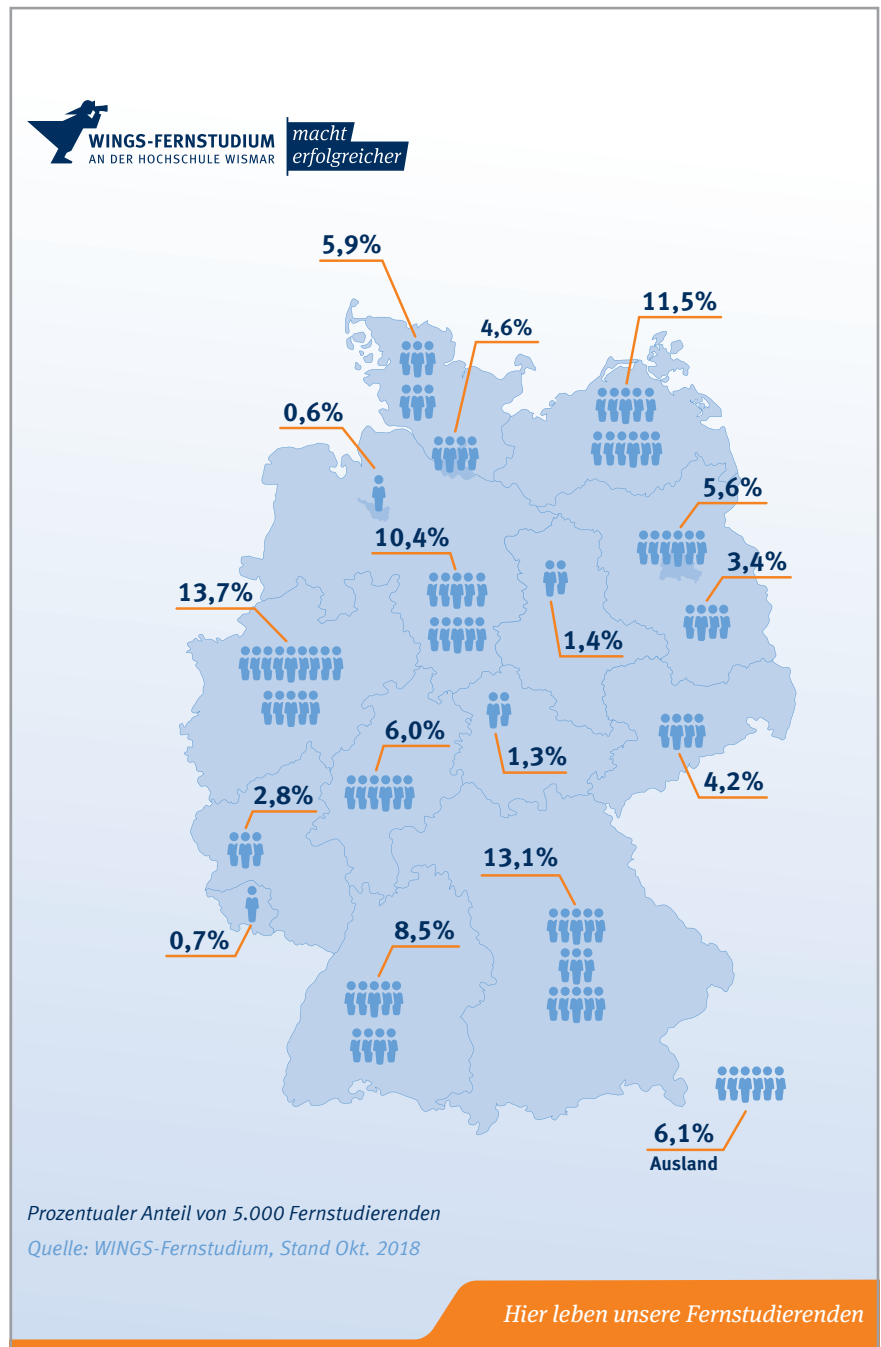 WINGS-FERNSTUDIUM
AN DER HOCHSCHULE WISMAR
macht
erfolgreicher
5,9%
11,5%
4,6%
0,6%
5,6%
10,4%
3,4%
13,7%
1,4%
6,0%
1,3%
4,2%
2,8%
13,1%
8,5%
0,7%
6,1%
Ausland
Prozentualer Anteil von 5.000 Fernstudierenden
Quelle: WINGS-Fernstudium, Stand Okt. 2018
Hier leben unsere Fernstudierenden